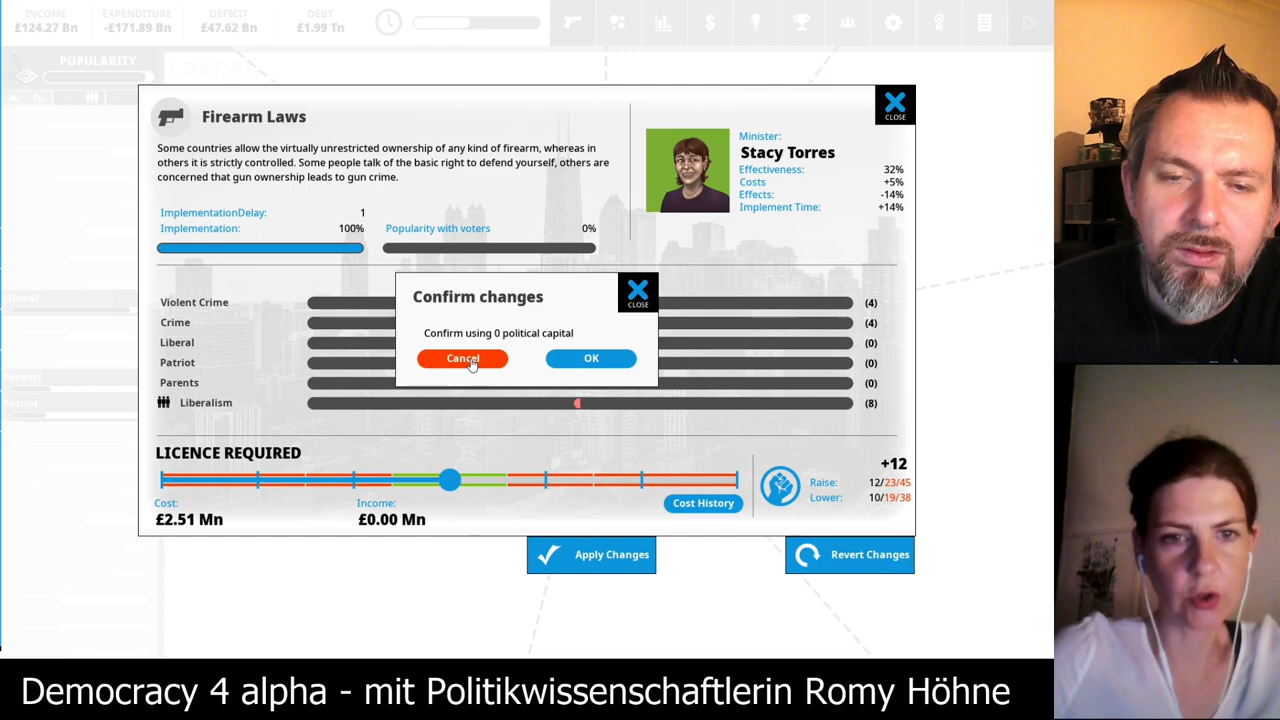 INCOME
£124.27 Bn
EXPENDITURE
-£171.89 Bn
DEFICIT
£47.62 Bn
DEBT
£1.99 Tn
POPULARITY
Liberal
Parents
Patriot
Firearm Laws
Some countries allow the virtually unrestricted ownership of any kind of firearm, whereas in
others it is strictly controlled. Some people talk of the basic right to defend yourself, others are
concerned that gun ownership leads to gun crime.
ImplementationDelay: 1
Implementation: 100%
Popularity with voters 0%
Minister:
Stacy Torres
Effectiveness: 32%
Costs +5%
Effects: -14%
Implement Time: +14%
CLOSE
Confirm changes
CLOSE
Confirm using 0 political capital
Cancel
OK
Violent Crime (4)
Crime (4)
Liberal (0)
Patriot (0)
Parents (0)
Liberalism (8)
LICENCE REQUIRED
Cost:
£2.51 Mn
Income:
£0.00 Mn
Cost History
+12
Raise: 12/23/45
Lower: 10/19/38
Apply Changes
Revert Changes
Democracy 4 alpha - mit Politikwissenschaftlerin Romy Höhne